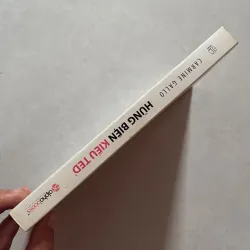 CARMINE GALLO
HÙNG BIỆN KIỂU TED
alphabooks